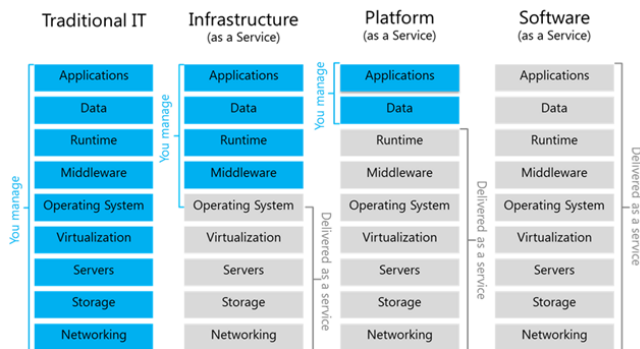 Traditional IT
Infrastructure
(as a Service)
Platform
(as a Service)
Software
(as a Service)
You manage
Applications
Data
Runtime
Middleware
Operating System
Virtualization
Servers
Storage
Networking
You manage
Applications
Data
Runtime
Middleware
Operating System
Virtualization
Servers
Storage
Networking
Delivered as a service
You manage
Applications
Data
Runtime
Middleware
Operating System
Virtualization
Servers
Storage
Networking
Delivered as a service
Applications
Data
Runtime
Middleware
Operating System
Virtualization
Servers
Storage
Networking
Delivered as a service